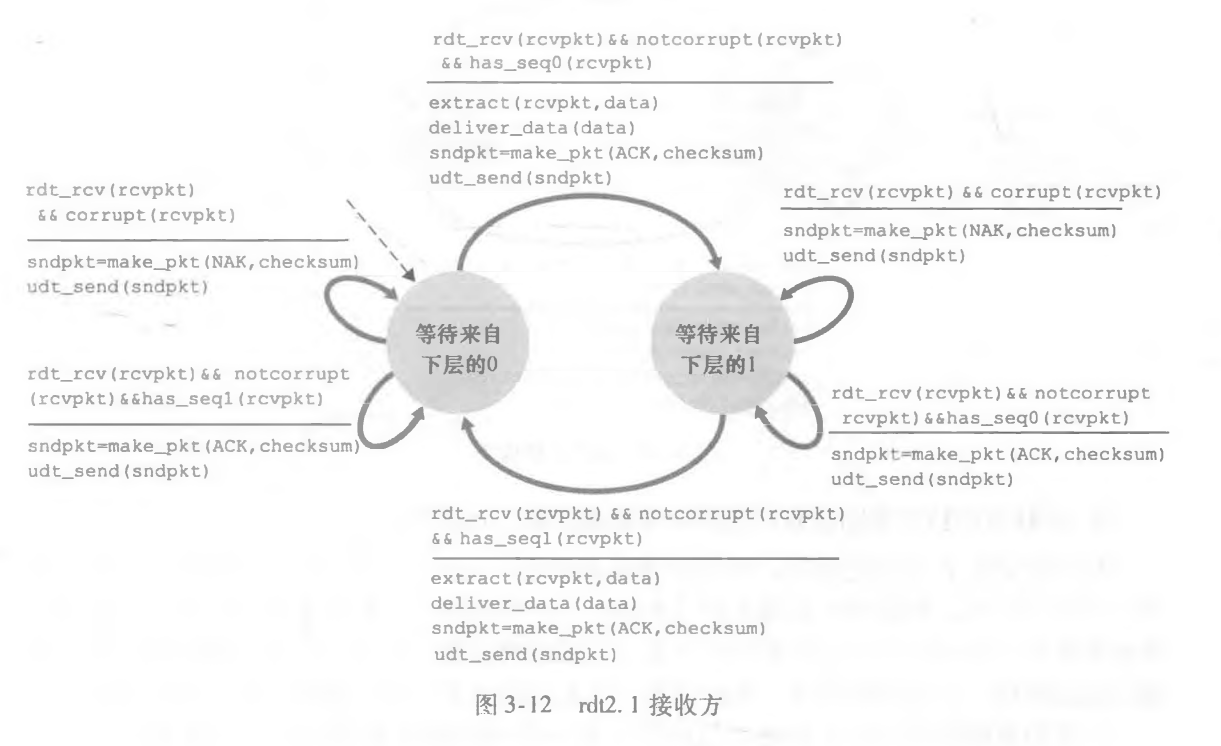 rdt_rcv(rcvpkt)&& notcorrupt(rcvpkt)
&& has_seq0(rcvpkt)
extract(rcvpkt,data)
deliver_data(data)
sndpkt=make_pkt(ACK,checksum)
udt_send(sndpkt)
rdt_rcv(rcvpkt)
&& corrupt(rcvpkt)
sndpkt=make_pkt(NAK,checksum)
udt_send(sndpkt)
rdt_rcv(rcvpkt) && corrupt(rcvpkt)
sndpkt=make_pkt(NAK,checksum)
udt_send(sndpkt)
等待来自
下层的0
等待来自
下层的1
rdt_rcv(rcvpkt)&& notcorrupt
(rcvpkt)&&has_seq1(rcvpkt)
sndpkt=make_pkt(ACK,checksum)
udt_send(sndpkt)
rdt_rcv(rcvpkt)&& notcorrupt
rcvpkt)&&has_seq0(rcvpkt)
sndpkt=make_pkt(ACK,checksum)
udt_send(sndpkt)
rdt_rcv(rcvpkt) && notcorrupt(rcvpkt)
&& has_seq1(rcvpkt)
extract(rcvpkt,data)
deliver_data(data)
sndpkt=make_pkt(ACK,checksum)
udt_send(sndpkt)
图 3-12 rdt2.1 接收方